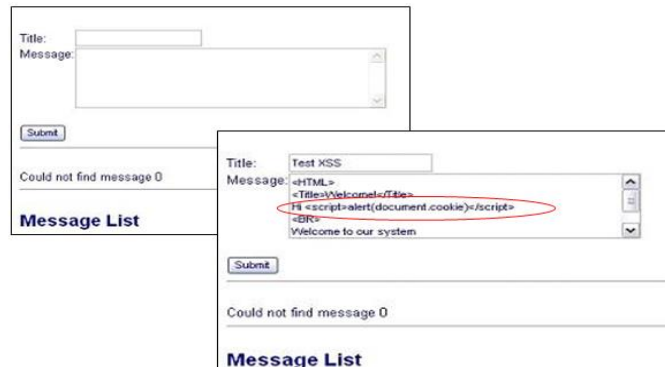 Title:
Message:
Submit
Could not find message 0
Message List
Title: Test XSS
Message: <HTML>
<Title>Welcome!</Title>
Hi <script>alert(document.cookie)</script>
<BR>
Welcome to our system
Submit
Could not find message 0
Message List